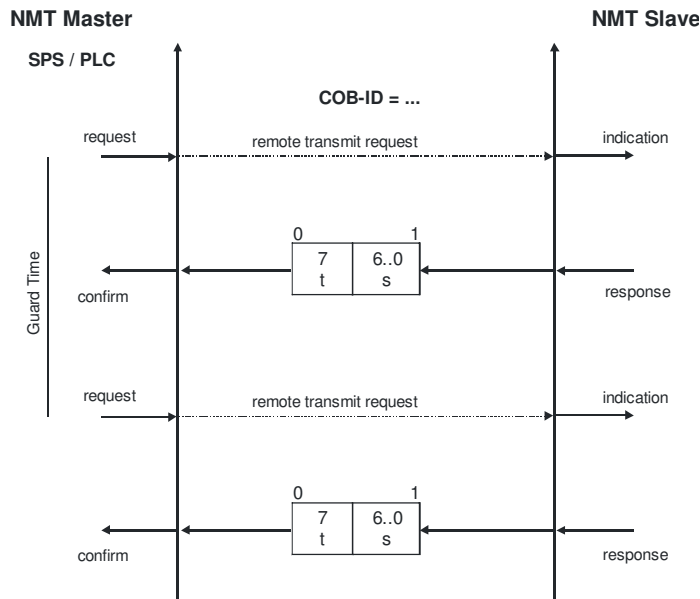 NMT Master
NMT Slave
SPS / PLC
COB-ID = ...
request
remote transmit request
indication
0
1
7
6..0
t
s
confirm
response
Guard Time
request
remote transmit request
indication
0
1
7
6..0
t
s
confirm
response